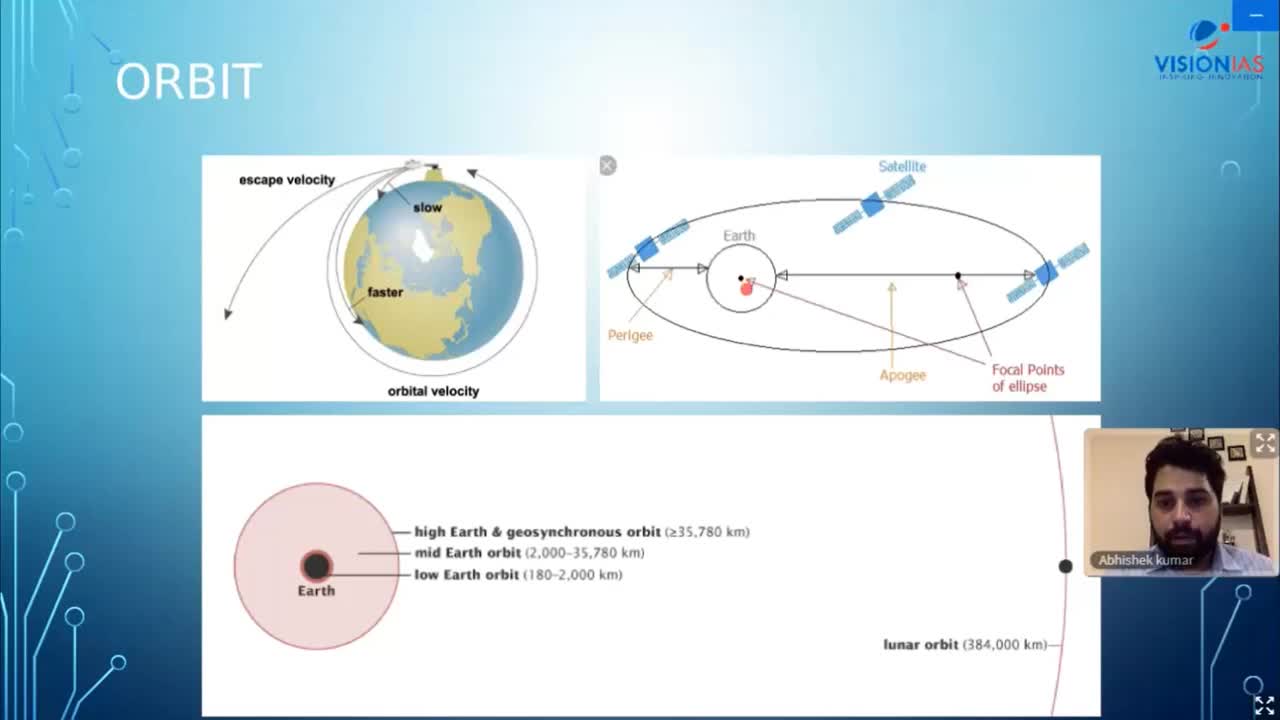 ORBIT
VISIONIAS
INSPIRING INNOVATION
escape velocity
slow
faster
orbital velocity
Satellite
Earth
Perigee
Apogee
Focal Points
of ellipse
high Earth & geosynchronous orbit (≥35,780 km)
mid Earth orbit (2,000–35,780 km)
low Earth orbit (180–2,000 km)
Earth
lunar orbit (384,000 km)
Abhishek kumar